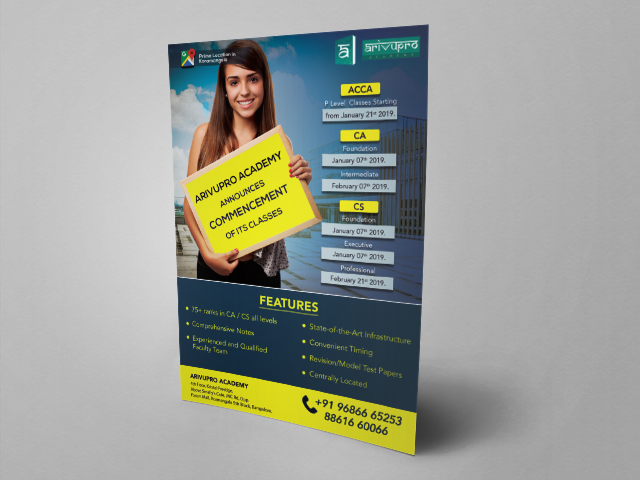 Prime Location in
Koramangala
arivupro
ACADEMY
ACCA
P Level Classes Starting
from January 21st 2019.
CA
Foundation
January 07th 2019.
Intermediate
February 07th 2019.
CS
Foundation
January 07th 2019.
Executive
January 07th 2019.
Professional
February 21st 2019.
ARIVUPRO ACADEMY
ANNOUNCES
COMMENCEMENT
OF ITS CLASSES
FEATURES
75+ ranks in CA / CS all levels
Comprehensive Notes
Experienced and Qualified
Faculty Team
State-of-the-Art Infrastructure
Convenient Timing
Revision/Model Test Papers
Centrally Located
ARIVUPRO ACADEMY
Koramangala 5th Block, Bangalore.
+91 96866 65253
88616 60066